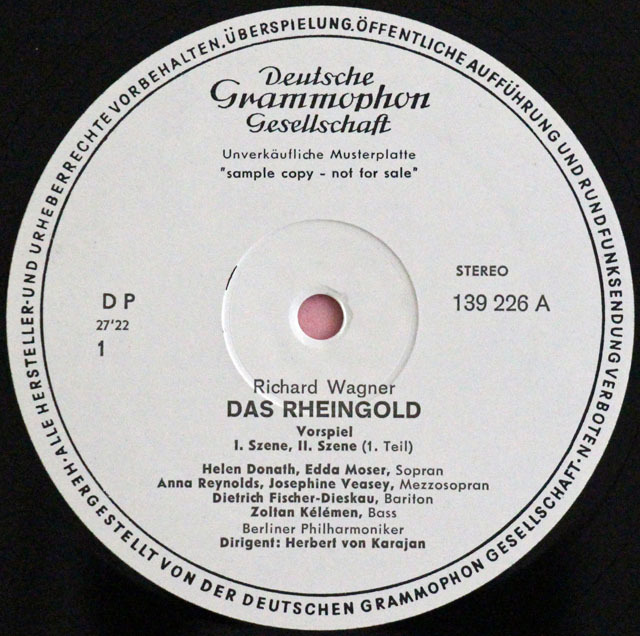 ALLE HERSTELLER- UND URHEBERRECHTE VORBEHALTEN. ÜBERSPIELUNG. ÖFFENTLICHE AUFFÜHRUNG UND RUNDFUNKSENDUNG VERBOTEN · HERGESTELLT VON DER DEUTSCHEN GRAMMOPHON GESELLSCHAFT ·
Deutsche
Grammophon
Gesellschaft
Unverkäufliche Musterplatte
"sample copy - not for sale"
STEREO
D P
139 226 A
27'22
1
Richard Wagner
DAS RHEINGOLD
Vorspiel
I. Szene, II. Szene (1. Teil)
Helen Donath, Edda Moser, Sopran
Anna Reynolds, Josephine Veasey, Mezzosopran
Dietrich Fischer-Dieskau, Bariton
Zoltan Kélémen, Bass
Berliner Philharmoniker
Dirigent: Herbert von Karajan